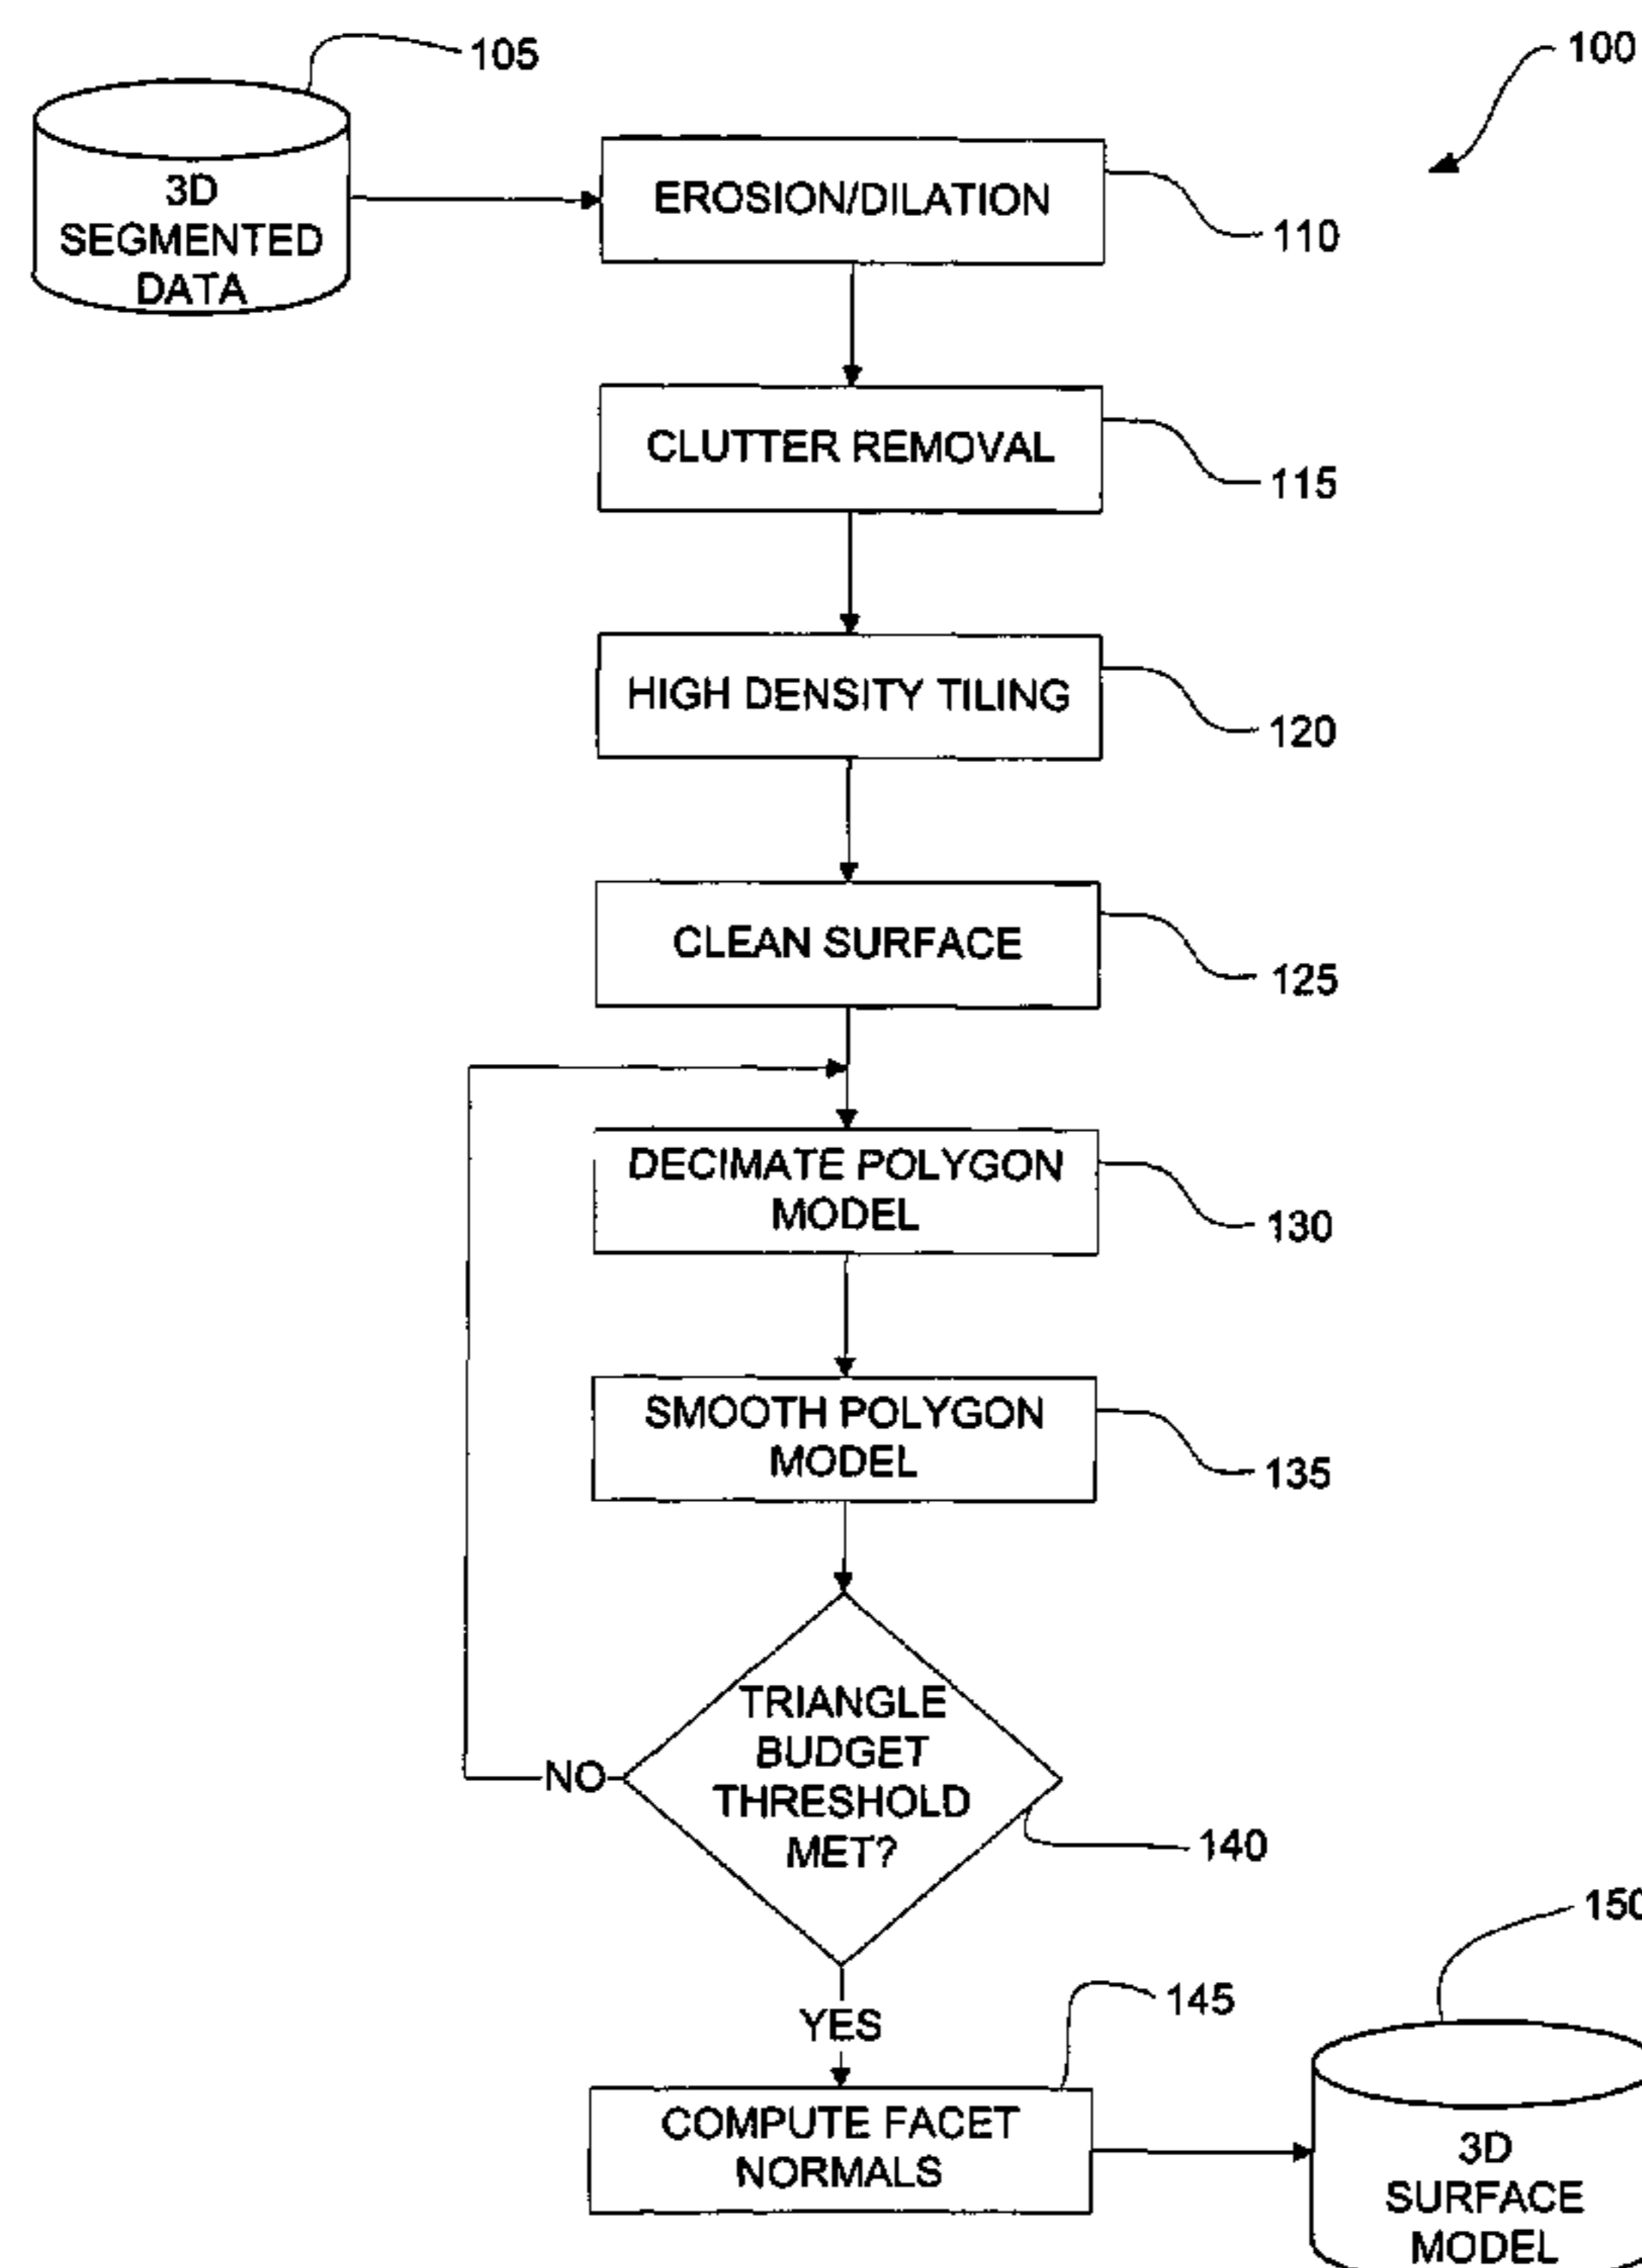 105
100
3D
SEGMENTED
DATA
EROSION/DILATION
110
CLUTTER REMOVAL
115
HIGH DENSITY TILING
120
CLEAN SURFACE
125
DECIMATE POLYGON
MODEL
130
SMOOTH POLYGON
MODEL
135
TRIANGLE
BUDGET
THRESHOLD
MET?
NO
140
YES
150
145
COMPUTE FACET
NORMALS
3D
SURFACE
MODEL